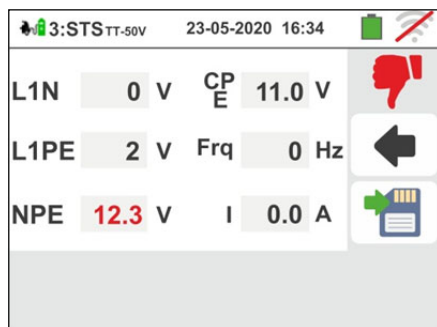 3:STS TT-50V 23-05-2020 16:34
L1N 0 V CPE 11.0 V
L1PE 2 V Frq 0 Hz
NPE 12.3 V I 0.0 A